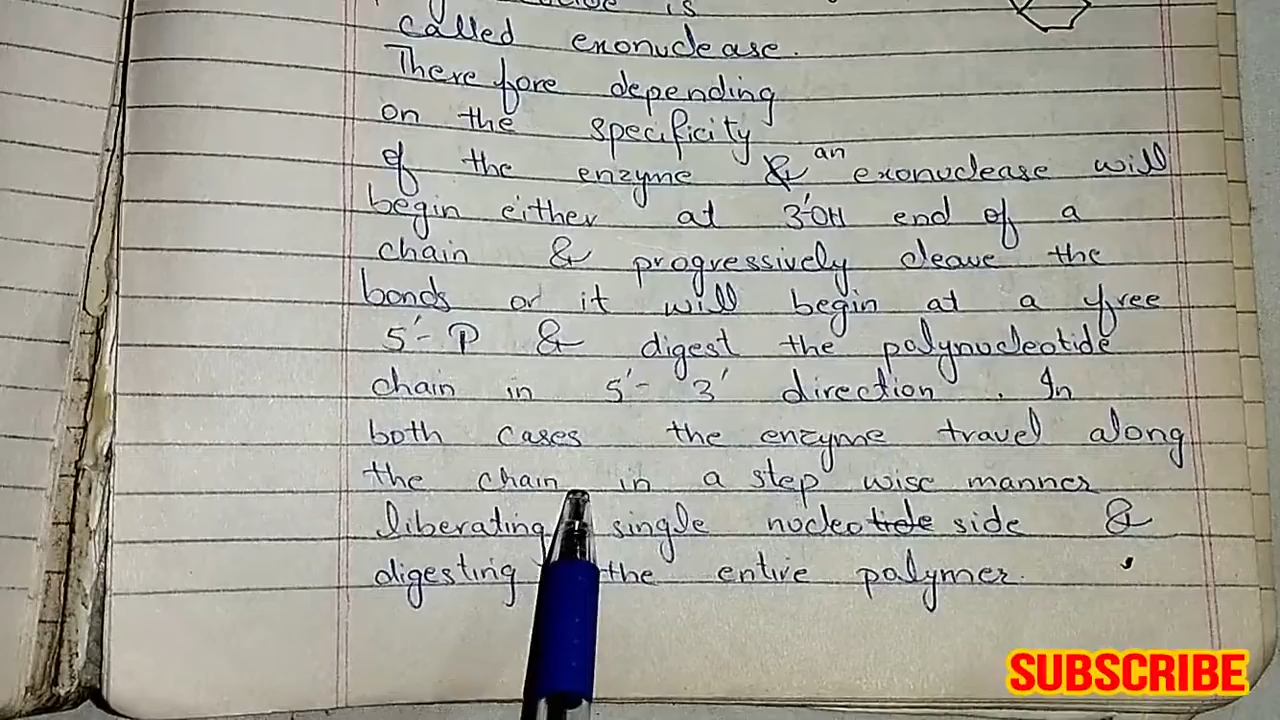 is
called exonuclease.
There fore depending
on the specificity
of the enzyme & an exonuclease will
begin either at 3'-OH end of a
chain & progressively cleave the
bonds or it will begin at a free
5'- P & digest the polynucleotide
chain in 5'- 3' direction . In
both cases the enzyme travel along
the chain in a step wise manner
liberating single nucleotide side &
digesting the entire polymer.
SUBSCRIBE